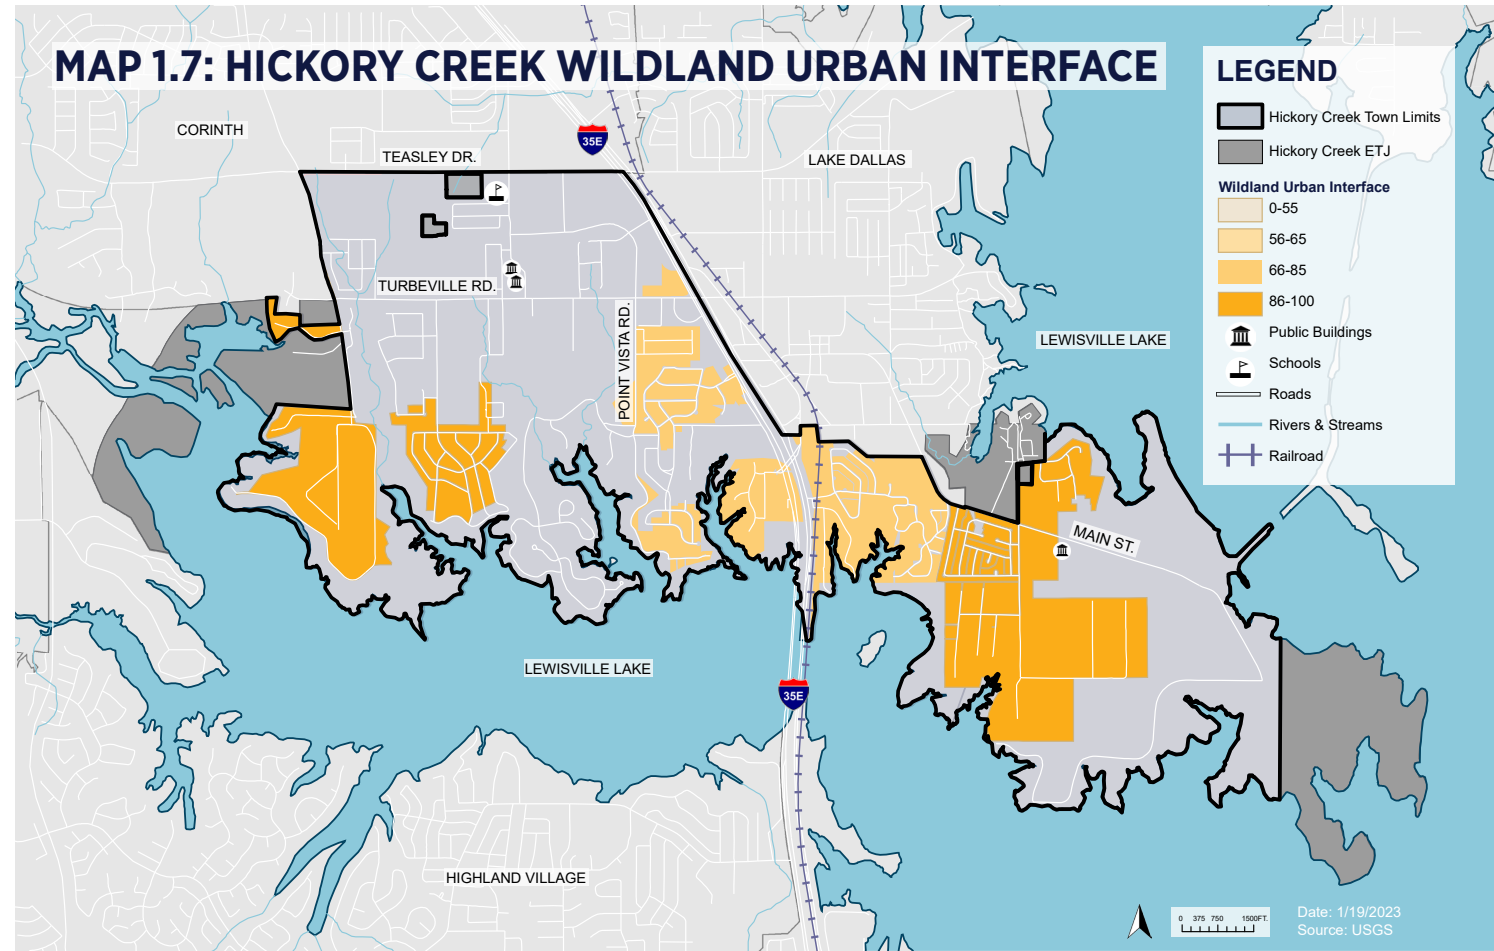 MAP 1.7: HICKORY CREEK WILDLAND URBAN INTERFACE
LEGEND
Hickory Creek Town Limits
Hickory Creek ETJ
Wildland Urban Interface
0-55
56-65
66-85
86-100
Public Buildings
Schools
Roads
Rivers & Streams
Railroad
CORINTH
35E
TEASLEY DR.
LAKE DALLAS
TURBEVILLE RD.
POINT VISTA RD.
LEWISVILLE LAKE
MAIN ST.
LEWISVILLE LAKE
35E
HIGHLAND VILLAGE
0 375 750 1500FT.
Date: 1/19/2023
Source: USGS